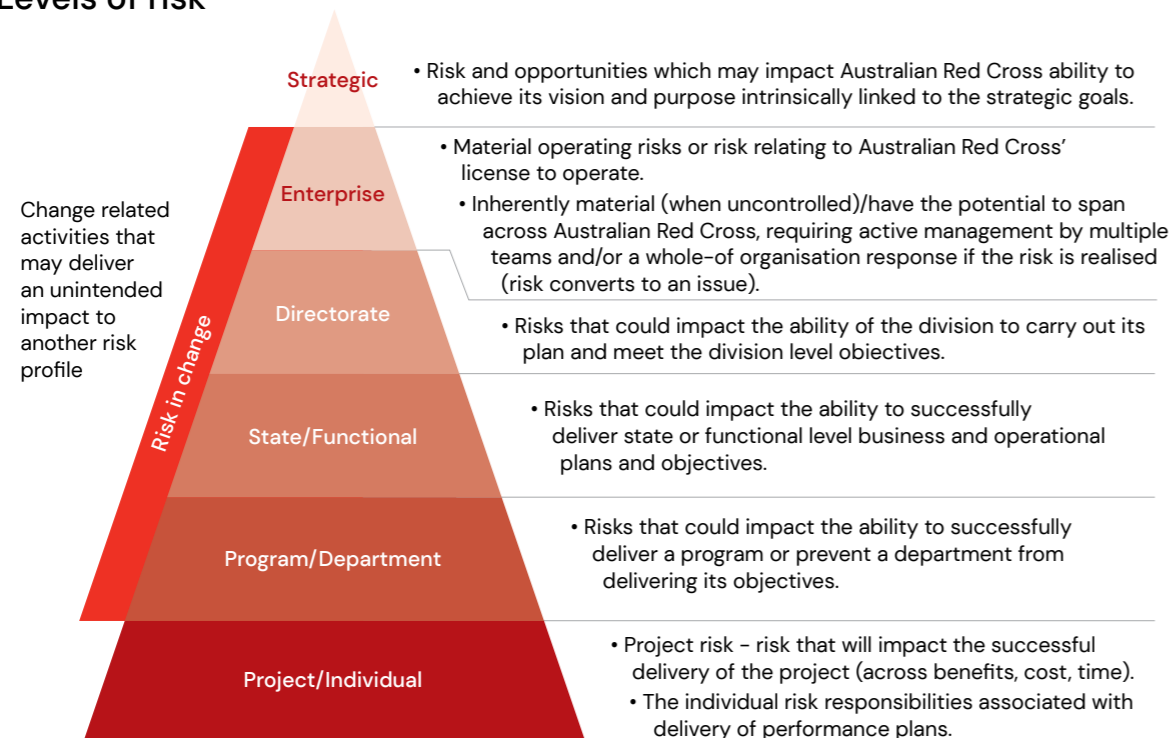 Levels of risk
Strategic
• Risk and opportunities which may impact Australian Red Cross ability to
achieve its vision and purpose intrinsically linked to the strategic goals.
Enterprise
• Material operating risks or risk relating to Australian Red Cross’
license to operate.
• Inherently material (when uncontrolled)/have the potential to span
across Australian Red Cross, requiring active management by multiple
teams and/or a whole-of organisation response if the risk is realised
(risk converts to an issue).
Change related
activities that
may deliver
an unintended
impact to
another risk
profile
Risk in change
Directorate
• Risks that could impact the ability of the division to carry out its
plan and meet the division level obiectives.
State/Functional
• Risks that could impact the ability to successfully
deliver state or functional level business and operational
plans and objectives.
Program/Department
• Risks that could impact the ability to successfully
deliver a program or prevent a department from
delivering its objectives.
Project/Individual
• Project risk - risk that will impact the successful
delivery of the project (across benefits, cost, time).
• The individual risk responsibilities associated with
delivery of performance plans.